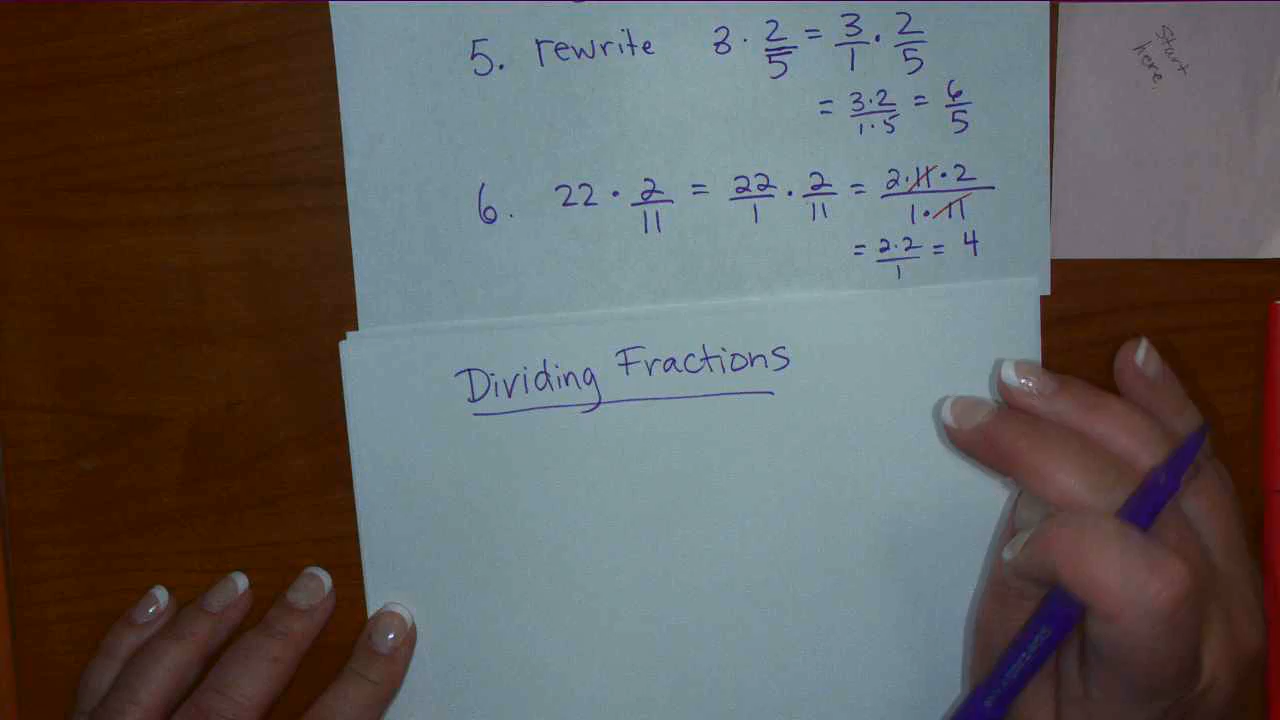 5. rewrite 3 · 2/5 = 3/1 · 2/5
= 3·2/1·5 = 6/5
6. 22 · 2/11 = 22/1 · 2/11 = 2·11·2/1·11
= 2·2/1 = 4
Dividing Fractions
Start
here